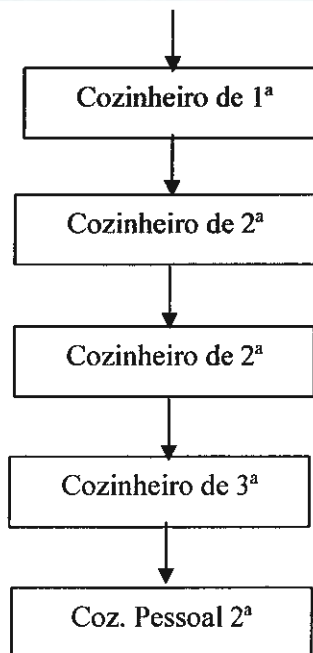 Cozinheiro de 1ª
Cozinheiro de 2ª
Cozinheiro de 2ª
Cozinheiro de 3ª
Coz. Pessoal 2ª